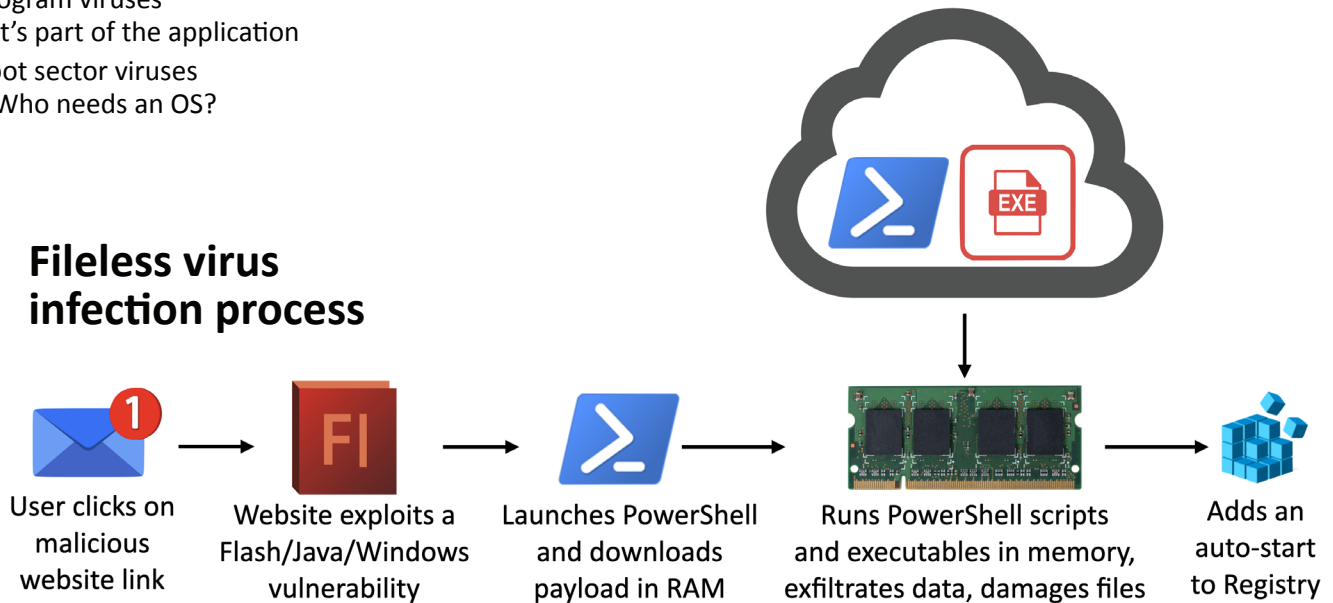 ogram viruses
t's part of the application
ot sector viruses
Who needs an OS?
EXE
Fileless virus
infection process
1
Fl
User clicks on
malicious
website link
Website exploits a
Flash/Java/Windows
vulnerability
Launches PowerShell
and downloads
payload in RAM
Runs PowerShell scripts
and executables in memory,
exfiltrates data, damages files
Adds an
auto-start
to Registry